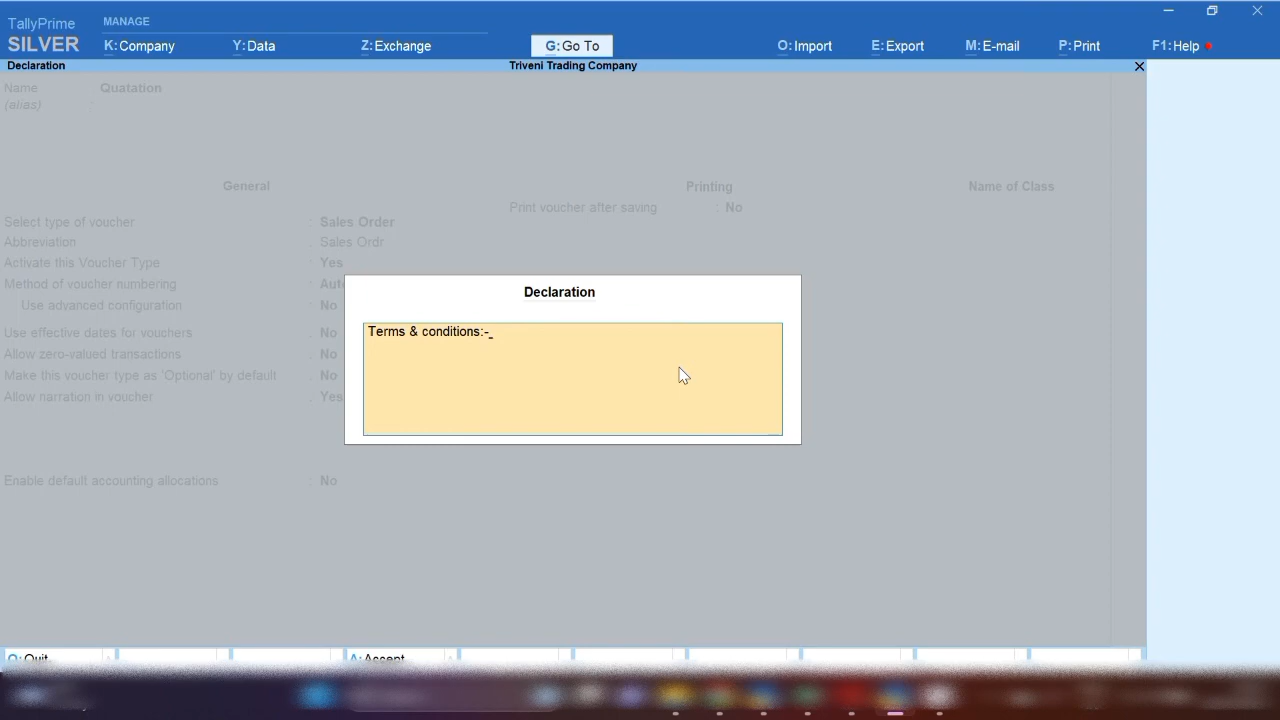 TallyPrime
MANAGE
SILVER
K:Company
Y:Data
Z:Exchange
G:Go To
O:Import
E:Export
M:E-mail
P:Print
F1:Help
Declaration
Triveni Trading Company
Name : Quatation
(alias) :
General
Printing
Name of Class
Print voucher after saving : No
Select type of voucher : Sales Order
Abbreviation : Sales Ordr
Activate this Voucher Type : Yes
Method of voucher numbering : Aut
Use advanced configuration : No
Use effective dates for vouchers : No
Allow zero-valued transactions : No
Make this voucher type as 'Optional' by default : No
Allow narration in voucher : Yes
Enable default accounting allocations : No
Declaration
Terms & conditions:-_
Q:Quit
A:Accept